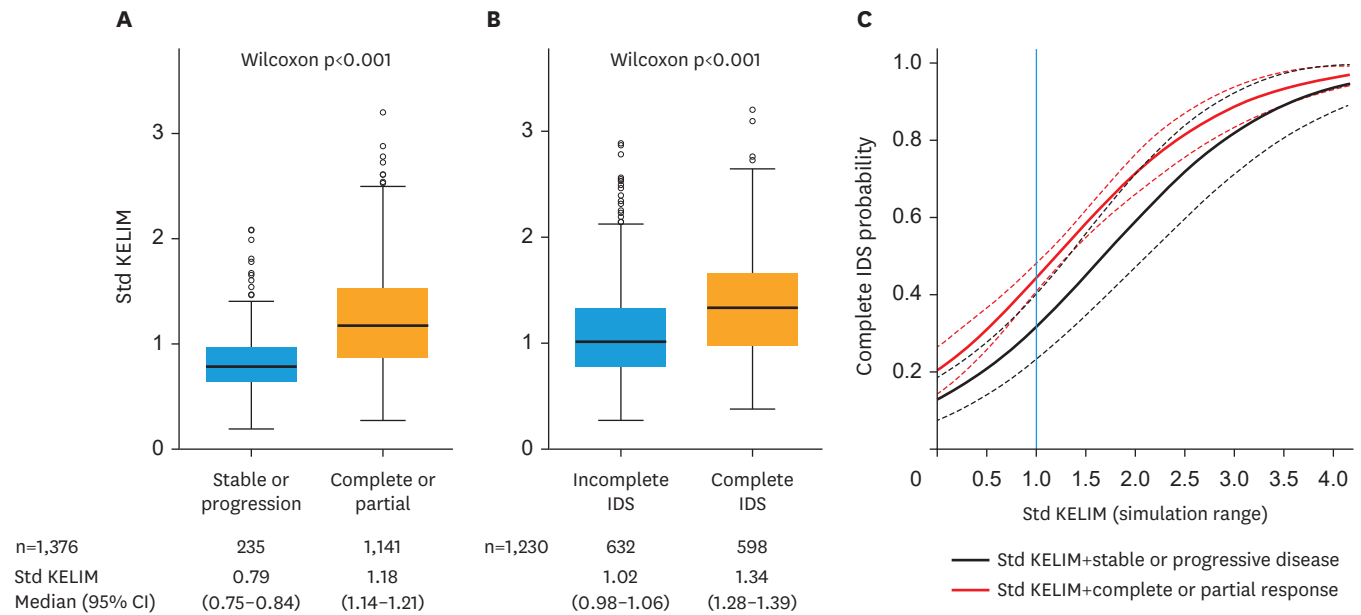 A
Wilcoxon p<0.001
Std KELIM
3
2
1
0
Stable or
progression
Complete or
partial
n=1,376
235
1,141
Std KELIM
0.79
1.18
Median (95% CI)
(0.75–0.84)
(1.14–1.21)
B
Wilcoxon p<0.001
3
2
1
0
Incomplete
IDS
Complete
IDS
n=1,230
632
598
1.02
1.34
(0.98–1.06)
(1.28–1.39)
C
Complete IDS probability
1.0
0.8
0.6
0.4
0.2
0
0.5
1.0
1.5
2.0
2.5
3.0
3.5
4.0
Std KELIM (simulation range)
Std KELIM+stable or progressive disease
Std KELIM+complete or partial response